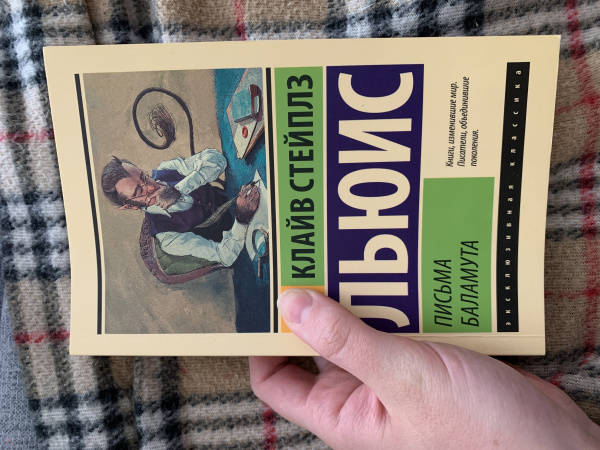 КЛАЙВ СТЕЙПЛЗ
ЛЬЮИС
ПИСЬМА
БАЛАМУТА
Книги, изменившие мир.
Писатели, объединившие
поколения.
эксклюзивная классика